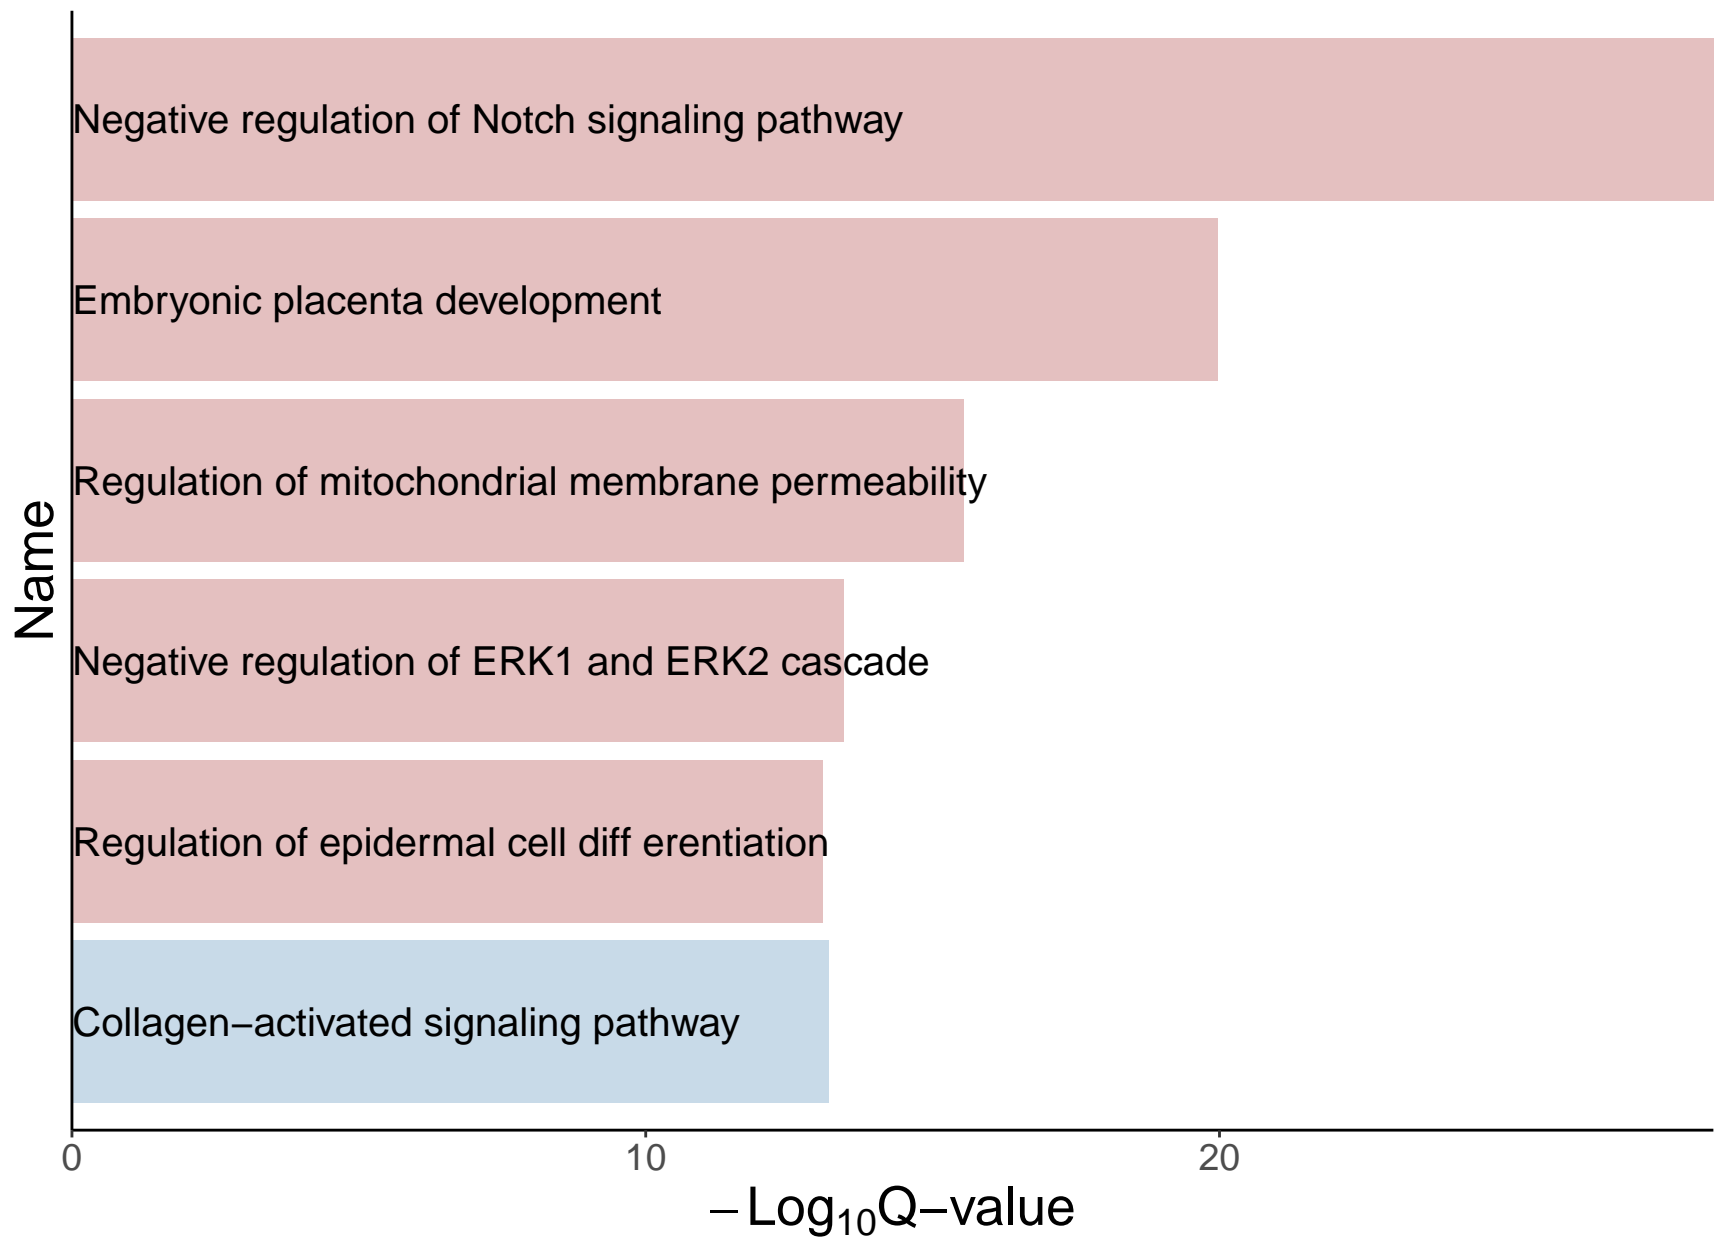 Negative regulation of Notch signaling pathway
Embryonic placenta development
Regulation of mitochondrial membrane permeability
Negative regulation of ERK1 and ERK2 cascade
Regulation of epidermal cell diff erentiation
Collagen−activated signaling pathway
Name
0 10 20
−Log₁₀Q−value